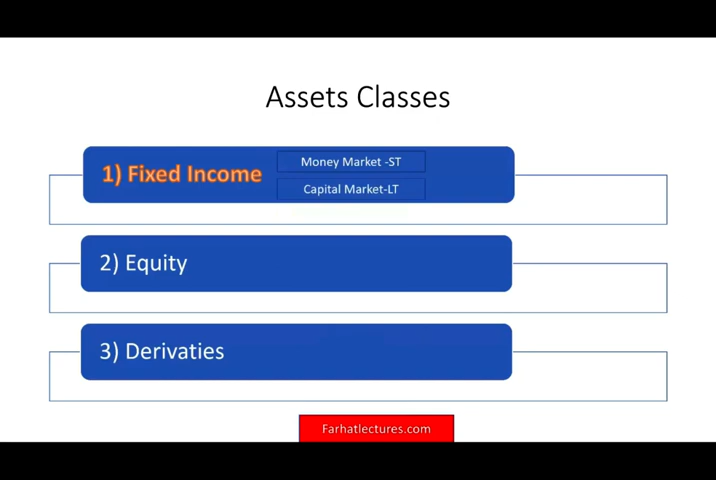 Assets Classes
1) Fixed Income
Money Market -ST
Capital Market-LT
2) Equity
3) Derivaties
Farhatlectures.com